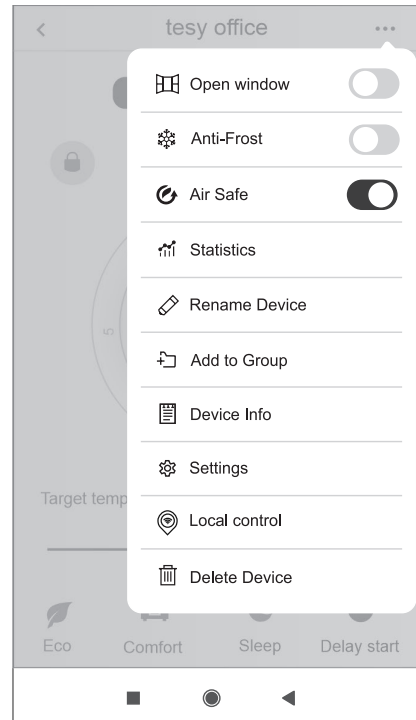 tesy office
Open window
Anti-Frost
Air Safe
Statistics
Rename Device
5
Add to Group
Device Info
Settings
Target temp
Local control
Delete Device
Eco Comfort Sleep Delay start